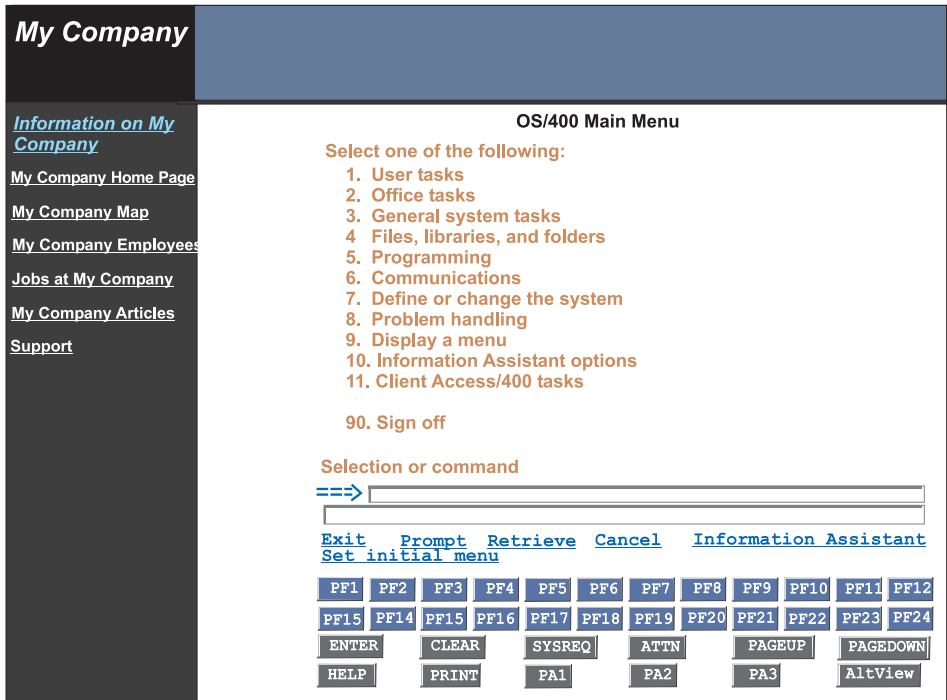 My Company
Information on My
Company
My Company Home Page
My Company Map
My Company Employees
Jobs at My Company
My Company Articles
Support
OS/400 Main Menu
Select one of the following:
1. User tasks
2. Office tasks
3. General system tasks
4 Files, libraries, and folders
5. Programming
6. Communications
7. Define or change the system
8. Problem handling
9. Display a menu
10. Information Assistant options
11. Client Access/400 tasks
90. Sign off
Selection or command
===>
Exit Prompt Retrieve Cancel Information Assistant
Set initial menu
PF1 PF2 PF3 PF4 PF5 PF6 PF7 PF8 PF9 PF10 PF11 PF12
PF15 PF14 PF15 PF16 PF17 PF18 PF19 PF20 PF21 PF22 PF23 PF24
ENTER CLEAR SYSREQ ATTN PAGEUP PAGEDOWN
HELP PRINT PA1 PA2 PA3 AltView